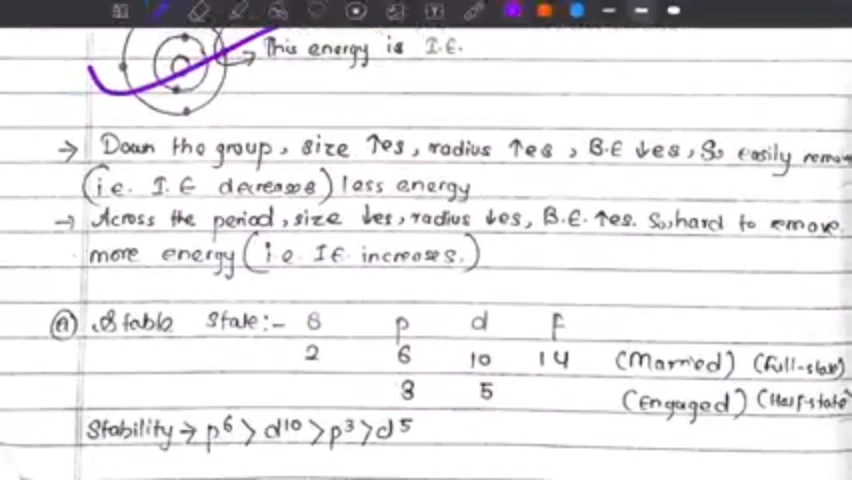 This energy is I.E.
→ Down the group, size ↑es, radius ↑es, B.E ↓es, So easily remov
(i.e. I.E decreases) less energy
→ Across the period, size ↓es, radius ↓es, B.E. ↑es. So, hard to remove.
more energy (i.e. IE increases.)
(A) Stable State:- S p d f
2 6 10 14 (Married) (Full-state)
3 5 (Engaged) (Half-state
Stability → p⁶ > d¹⁰ > p³ > d⁵